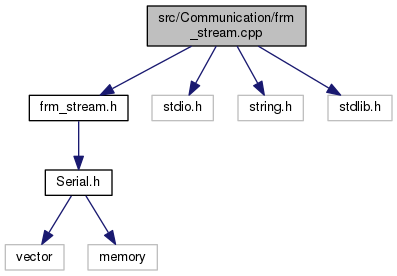 src/Communication/frm
_stream.cpp
frm_stream.h
stdio.h
string.h
stdlib.h
Serial.h
vector
memory